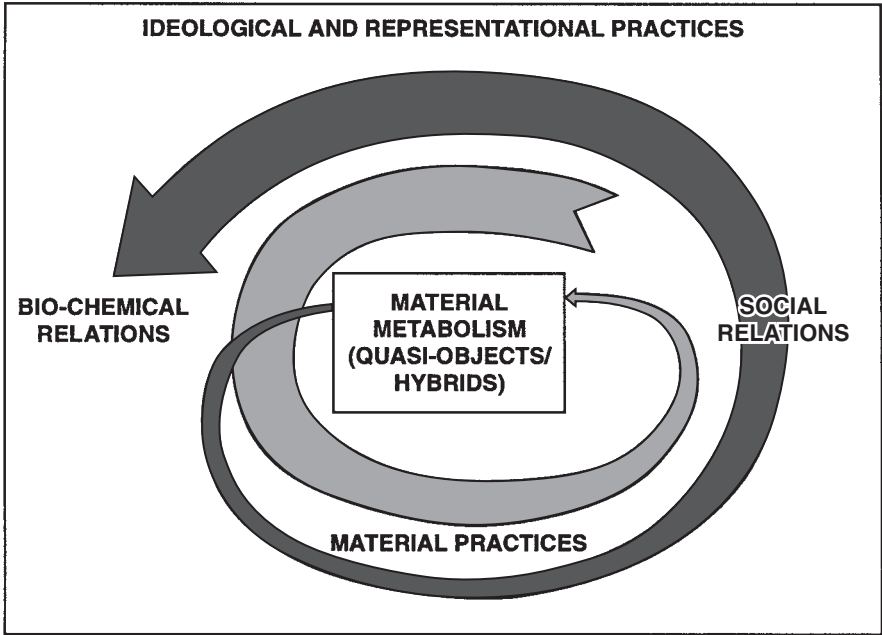 IDEOLOGICAL AND REPRESENTATIONAL PRACTICES
BIO-CHEMICAL
RELATIONS
MATERIAL
METABOLISM
(QUASI-OBJECTS/
HYBRIDS)
SOCIAL
RELATIONS
MATERIAL PRACTICES